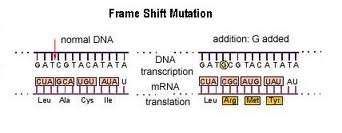 Frame Shift Mutation
normal DNA
addition: G added
GATCGTACATATA
DNA
transcription
GATGCGTACATATA
CUA GCA UGU AUA U
mRNA
CUA CGC AUG UAU AU
translation
Leu Ala Cys Ile
Leu Arg Met Tyr